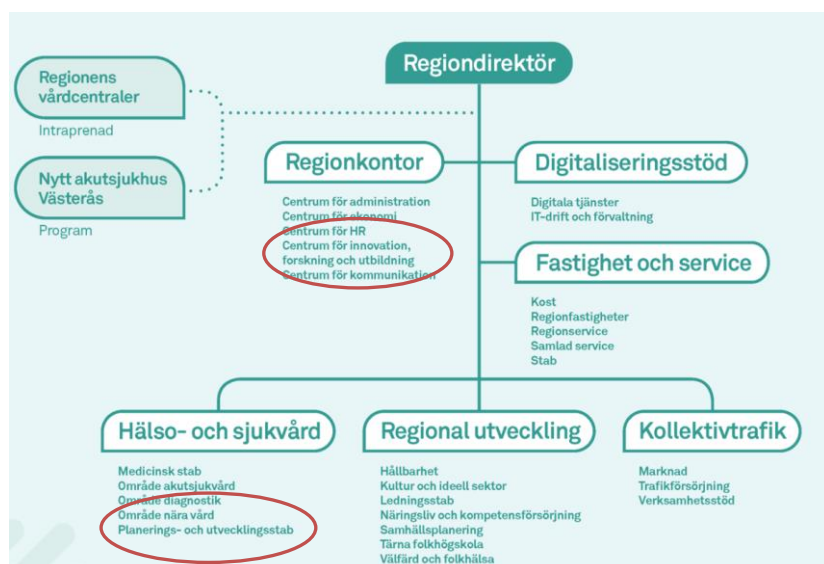 Regiondirektör
Regionens
vårdcentraler
Intraprenad
Nytt akutsjukhus
Västerås
Program
Regionkontor
Centrum för administration
Centrum för ekonomi
Centrum för HR
Centrum för innovation,
forskning och utbildning
Centrum för kommunikation
Digitaliseringsstöd
Digitala tjänster
IT-drift och förvaltning
Fastighet och service
Kost
Regionfastigheter
Regionservice
Samlad service
Stab
Hälso- och sjukvård
Medicinsk stab
Område akutsjukvård
Område diagnostik
Område nära vård
Planerings- och utvecklingsstab
Regional utveckling
Hållbarhet
Kultur och ideell sektor
Ledningsstab
Näringsliv och kompetensförsörjning
Samhällsplanering
Tärna folkhögskola
Välfärd och folkhälsa
Kollektivtrafik
Marknad
Trafikförsörjning
Verksamhetsstöd